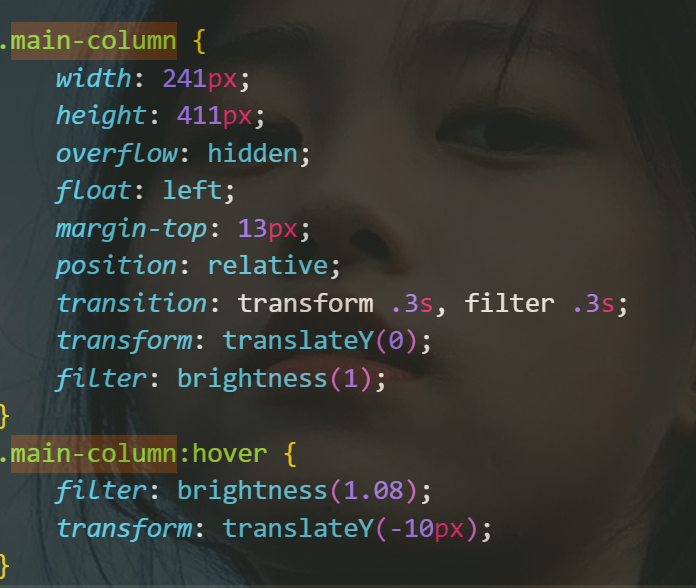 .main-column {
    width: 241px;
    height: 411px;
    overflow: hidden;
    float: left;
    margin-top: 13px;
    position: relative;
    transition: transform .3s, filter .3s;
    transform: translateY(0);
    filter: brightness(1);
}
.main-column:hover {
    filter: brightness(1.08);
    transform: translateY(-10px);
}